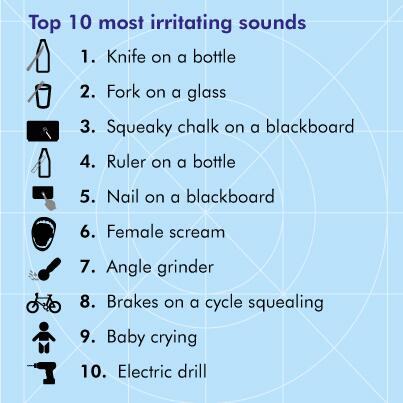 Top 10 most irritating sounds
1. Knife on a bottle
2. Fork on a glass
3. Squeaky chalk on a blackboard
4. Ruler on a bottle
5. Nail on a blackboard
6. Female scream
7. Angle grinder
8. Brakes on a cycle squealing
9. Baby crying
10. Electric drill